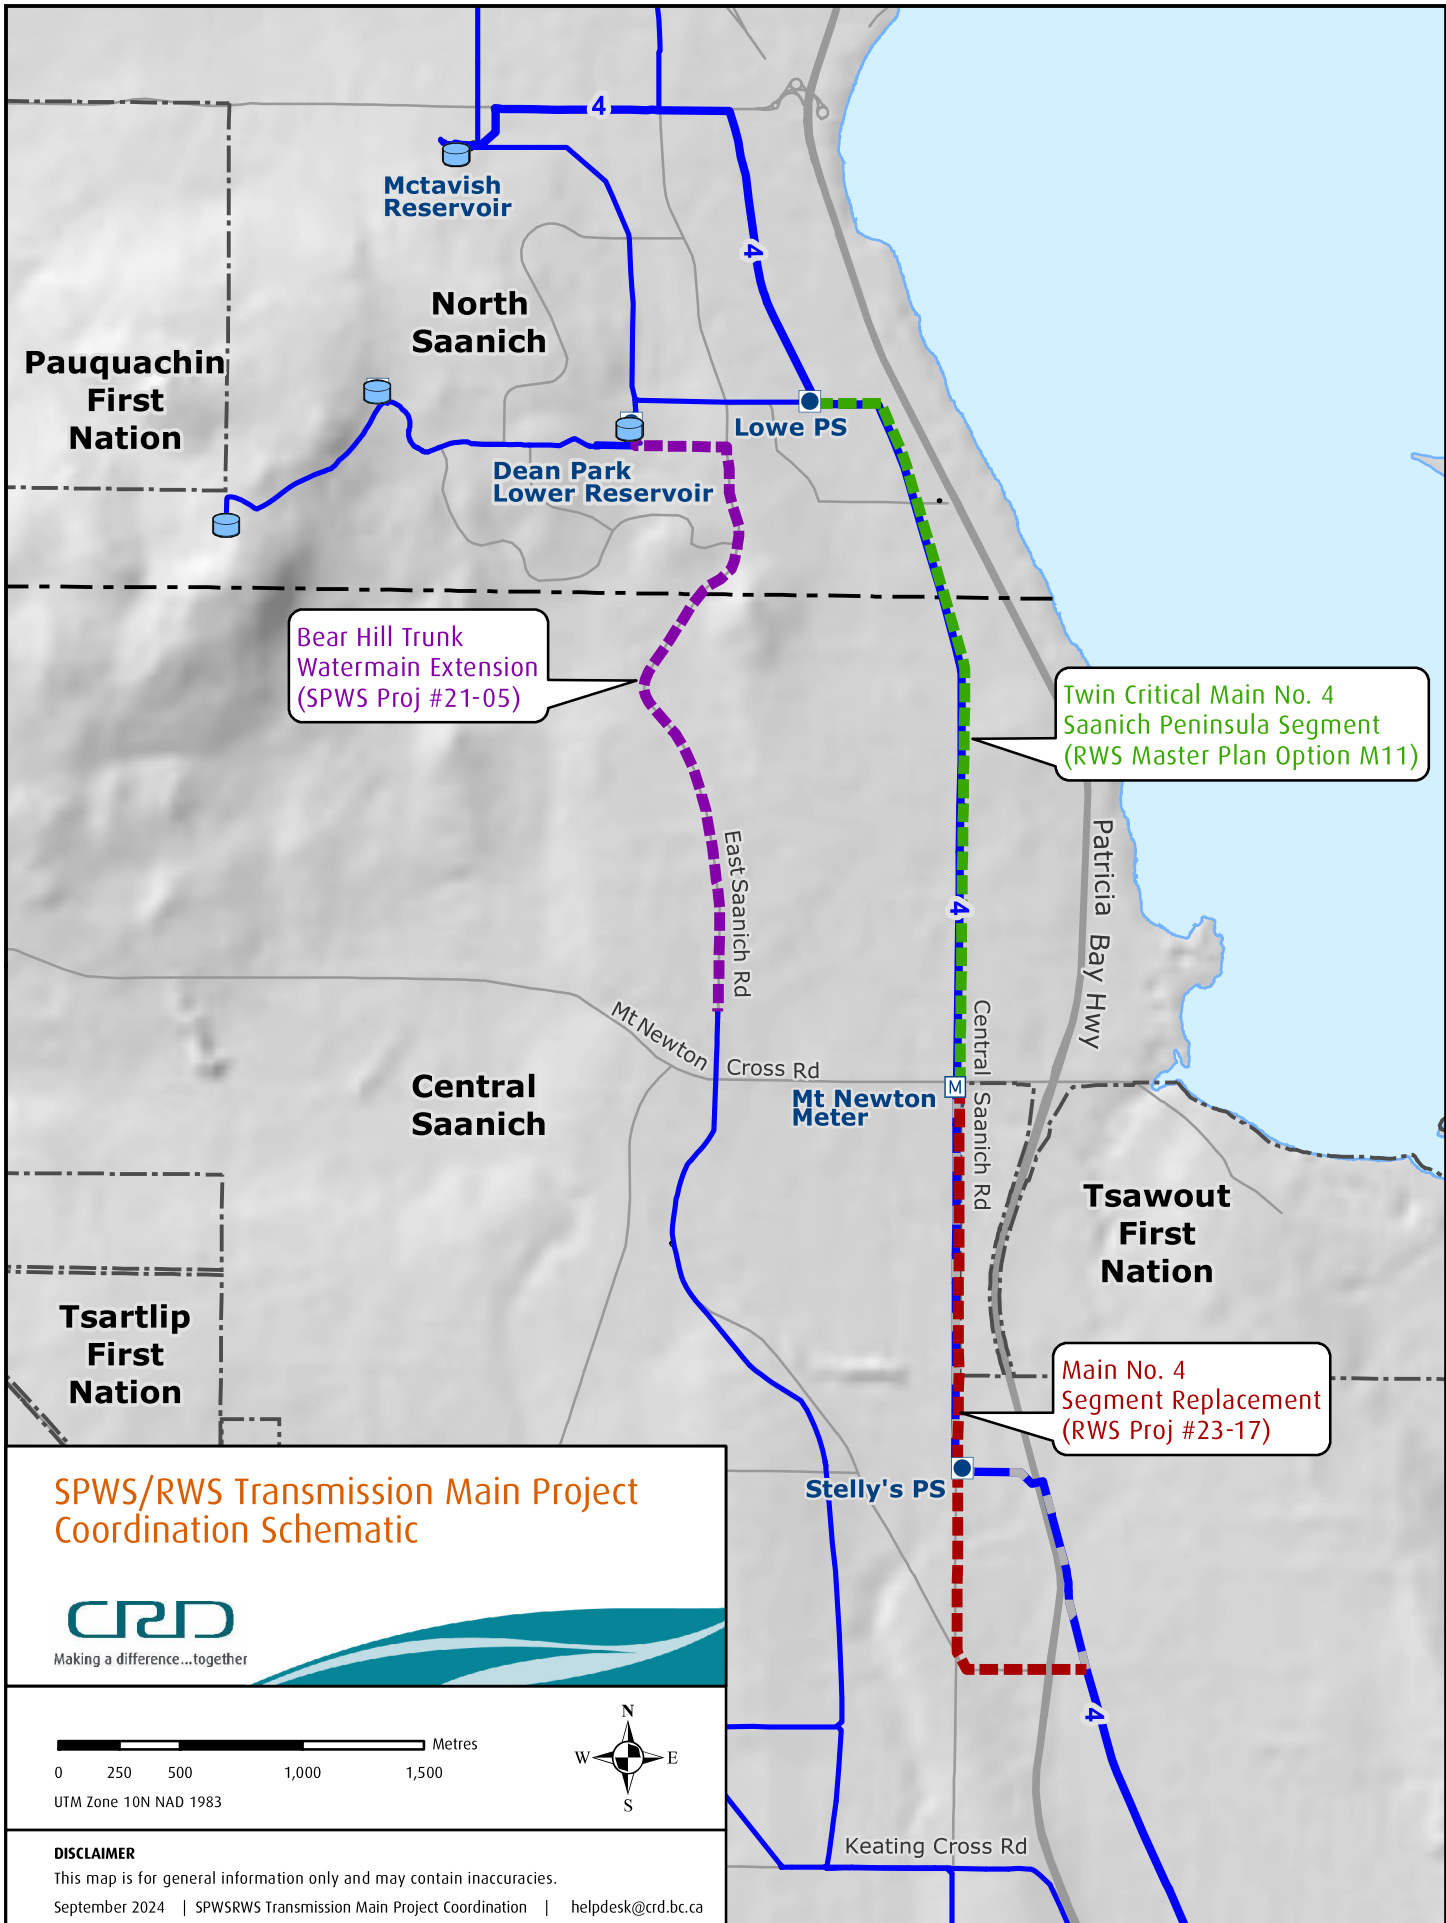 4
Mctavish
Reservoir
4
North
Saanich
Pauquachin
First
Nation
Lowe PS
Dean Park
Lower Reservoir
Bear Hill Trunk
Watermain Extension
(SPWS Proj #21-05)
Twin Critical Main No. 4
Saanich Peninsula Segment
(RWS Master Plan Option M11)
East Saanich Rd
Patricia Bay Hwy
4
Mt Newton Cross Rd
Central Saanich Rd
M
Mt Newton
Meter
Central
Saanich
Tsawout
First
Nation
Tsartlip
First
Nation
Main No. 4
Segment Replacement
(RWS Proj #23-17)
Stelly's PS
4
Keating Cross Rd
SPWS/RWS Transmission Main Project
Coordination Schematic
CRD
Making a difference...together
N
W E
S
Metres
0 250 500 1,000 1,500
UTM Zone 10N NAD 1983
DISCLAIMER
This map is for general information only and may contain inaccuracies.
September 2024 | SPWSRWS Transmission Main Project Coordination | helpdesk@crd.bc.ca